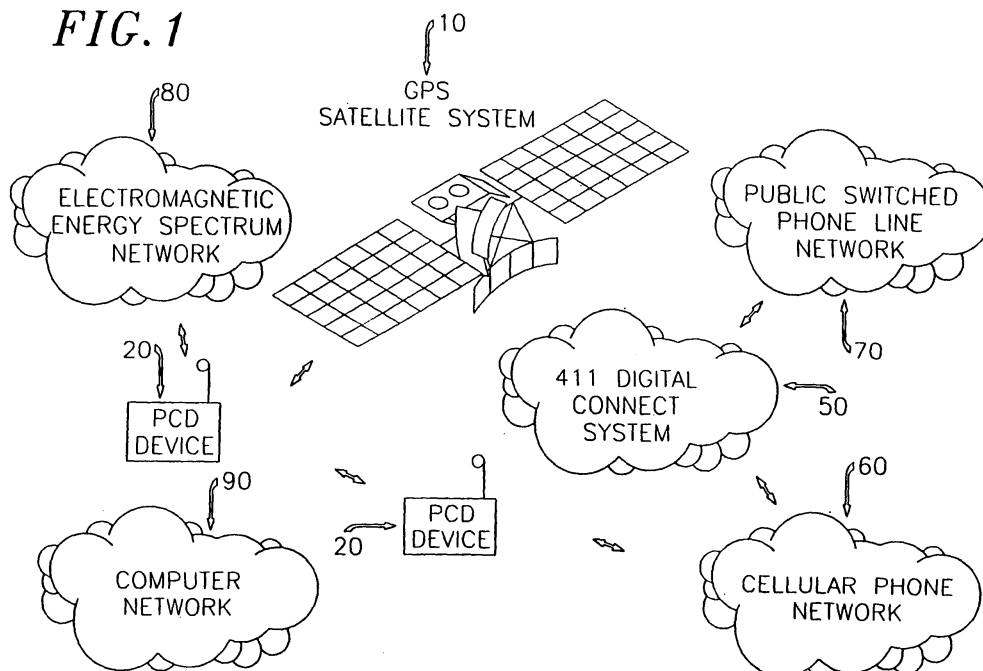 FIG. 1
10
GPS
SATELLITE SYSTEM
80
ELECTROMAGNETIC
ENERGY SPECTRUM
NETWORK
PUBLIC SWITCHED
PHONE LINE
NETWORK
70
20
PCD
DEVICE
411 DIGITAL
CONNECT
SYSTEM
50
90
COMPUTER
NETWORK
20
PCD
DEVICE
60
CELLULAR PHONE
NETWORK